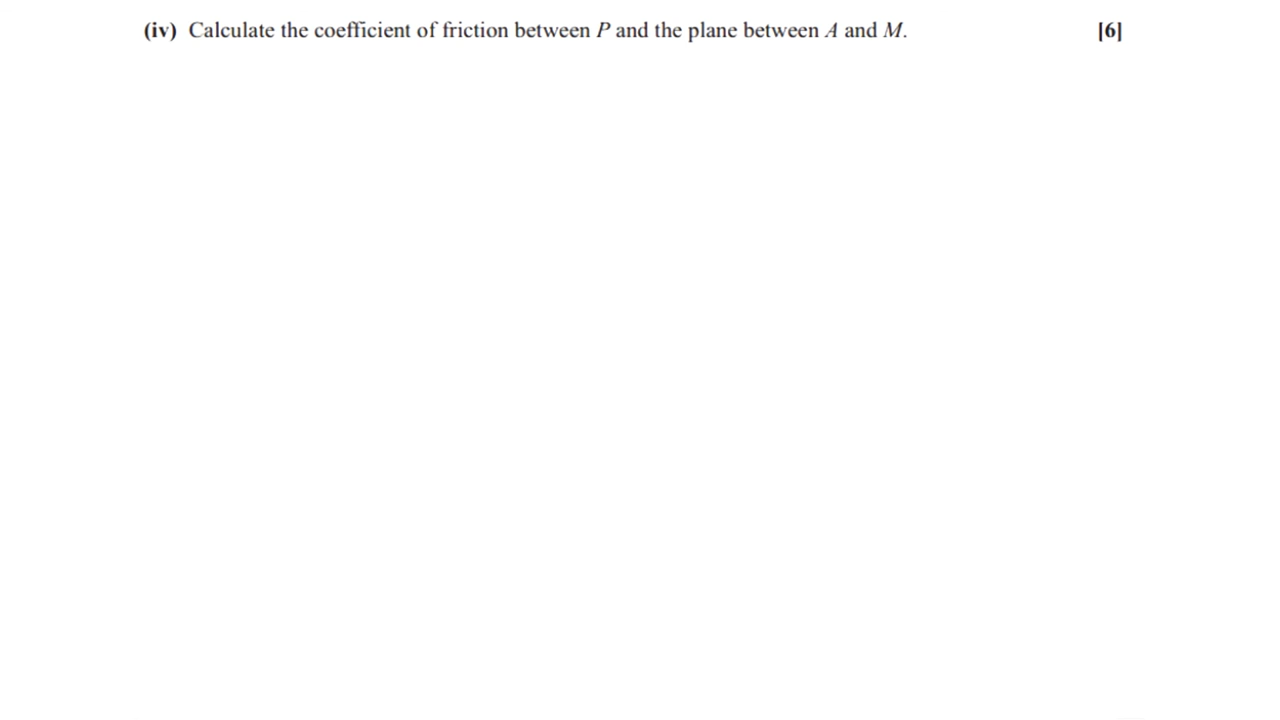 (iv) Calculate the coefficient of friction between P and the plane between A and M. [6]